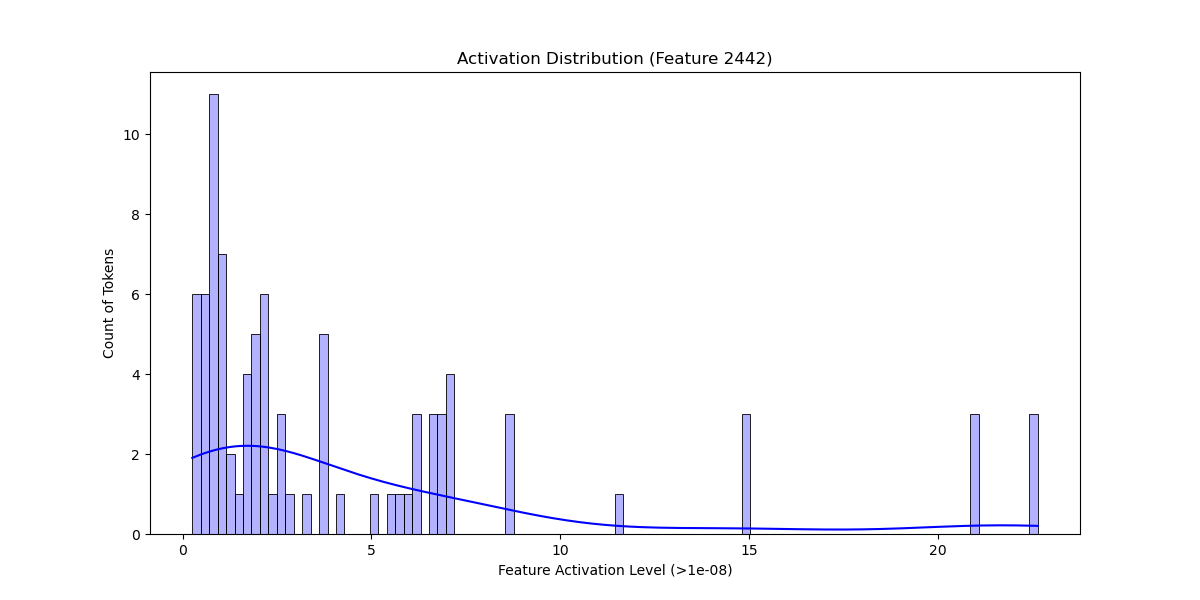 Activation Distribution (Feature 2442)
10
8
6
4
2
0
Count of Tokens
0 5 10 15 20
Feature Activation Level (>1e-08)